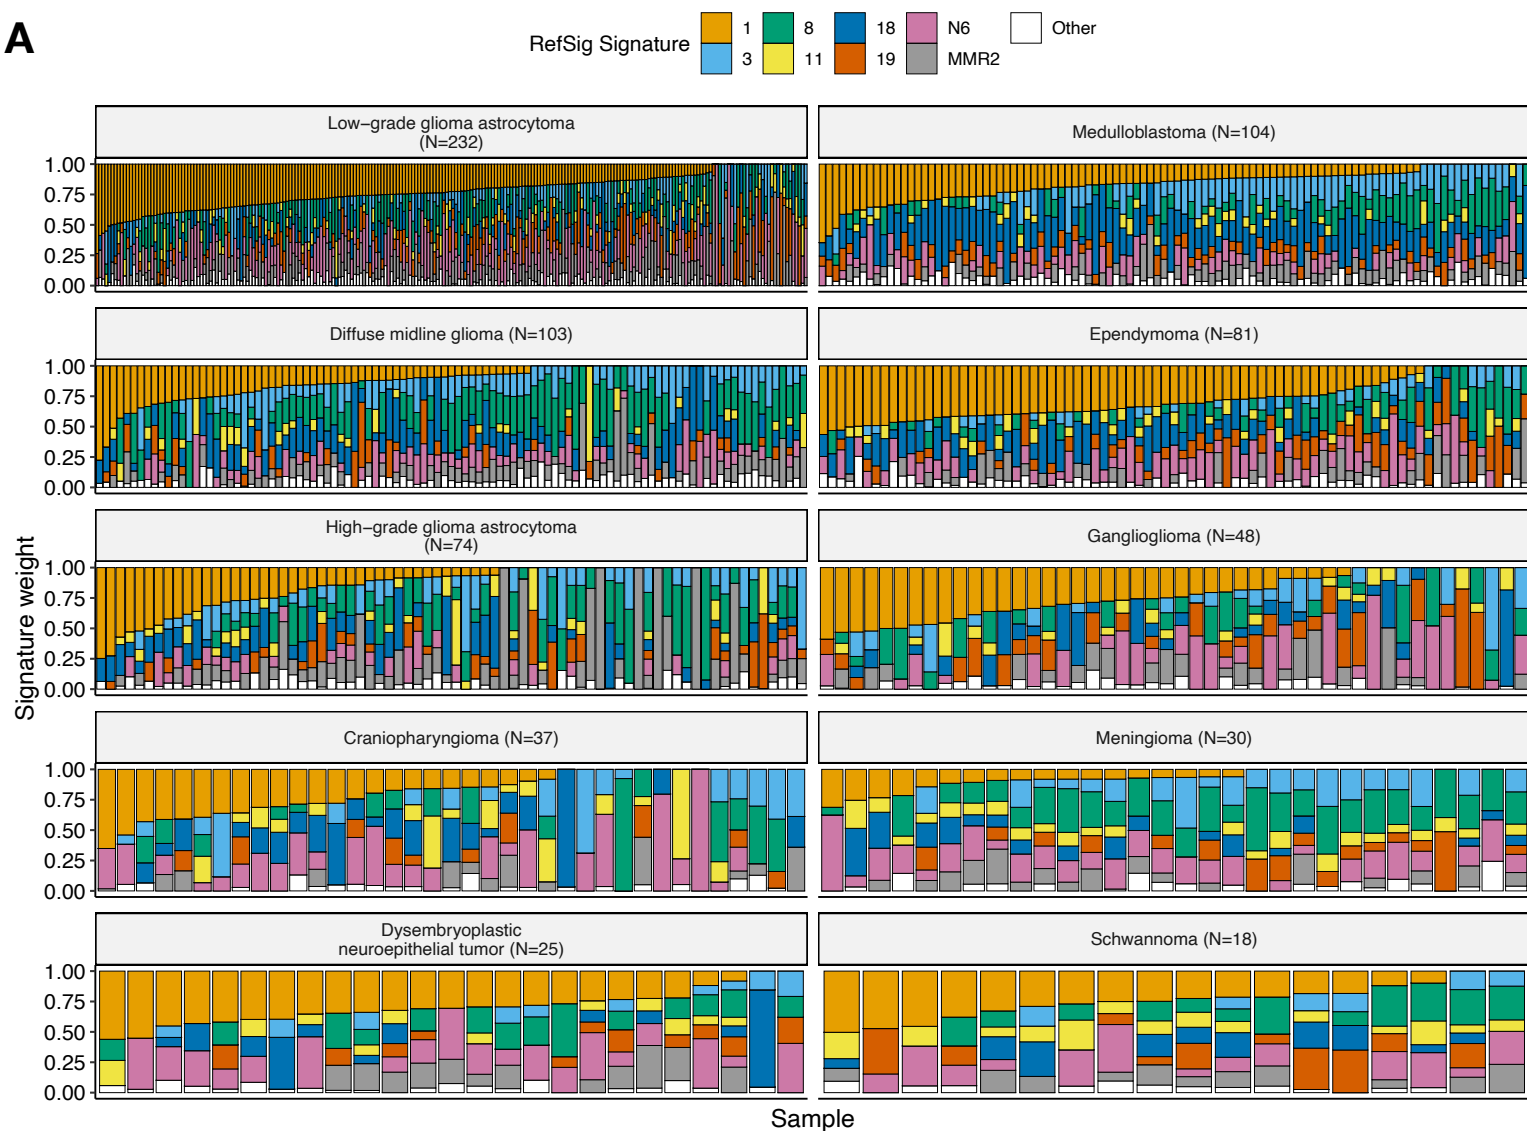 A
RefSig Signature
1 8 18 N6 Other
3 11 19 MMR2
Low−grade glioma astrocytoma
(N=232)
Medulloblastoma (N=104)
1.00
0.75
0.50
0.25
0.00
Diffuse midline glioma (N=103)
Ependymoma (N=81)
1.00
0.75
0.50
0.25
0.00
High−grade glioma astrocytoma
(N=74)
Ganglioglioma (N=48)
1.00
0.75
0.50
0.25
0.00
Signature weight
Craniopharyngioma (N=37)
Meningioma (N=30)
1.00
0.75
0.50
0.25
0.00
Dysembryoplastic
neuroepithelial tumor (N=25)
Schwannoma (N=18)
1.00
0.75
0.50
0.25
0.00
Sample